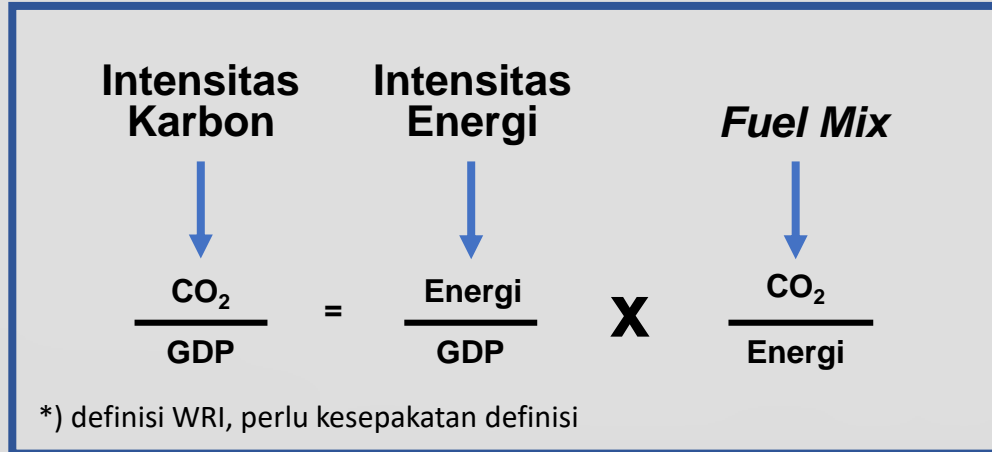 Intensitas
Karbon
Intensitas
Energi
Fuel Mix
CO₂
GDP
=
Energi
GDP
X
CO₂
Energi
*) definisi WRI, perlu kesepakatan definisi